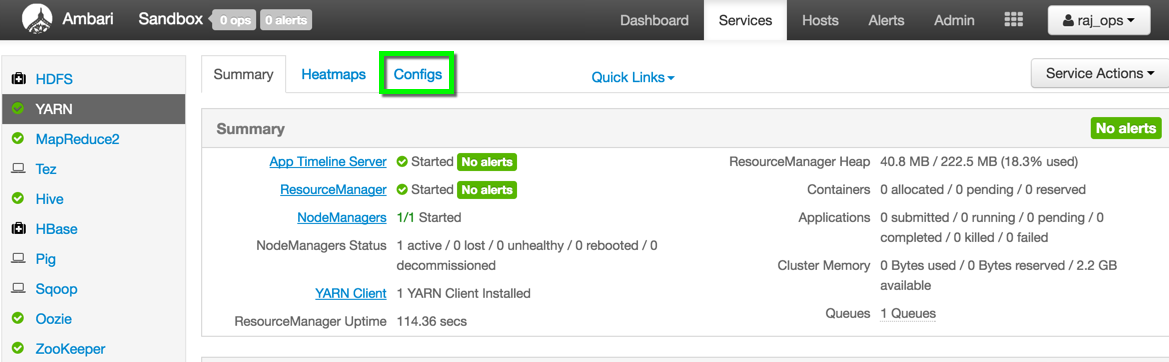 Ambari Sandbox 0 ops 0 alerts Dashboard Services Hosts Alerts Admin raj_ops
HDFS
YARN
MapReduce2
Tez
Hive
HBase
Pig
Sqoop
Oozie
ZooKeeper
Summary Heatmaps Configs Quick Links Service Actions
Summary No alerts
App Timeline Server Started No alerts
ResourceManager Started No alerts
NodeManagers 1/1 Started
NodeManagers Status 1 active / 0 lost / 0 unhealthy / 0 rebooted / 0
decommissioned
YARN Client 1 YARN Client Installed
ResourceManager Uptime 114.36 secs
ResourceManager Heap 40.8 MB / 222.5 MB (18.3% used)
Containers 0 allocated / 0 pending / 0 reserved
Applications 0 submitted / 0 running / 0 pending / 0
completed / 0 killed / 0 failed
Cluster Memory 0 Bytes used / 0 Bytes reserved / 2.2 GB
available
Queues 1 Queues